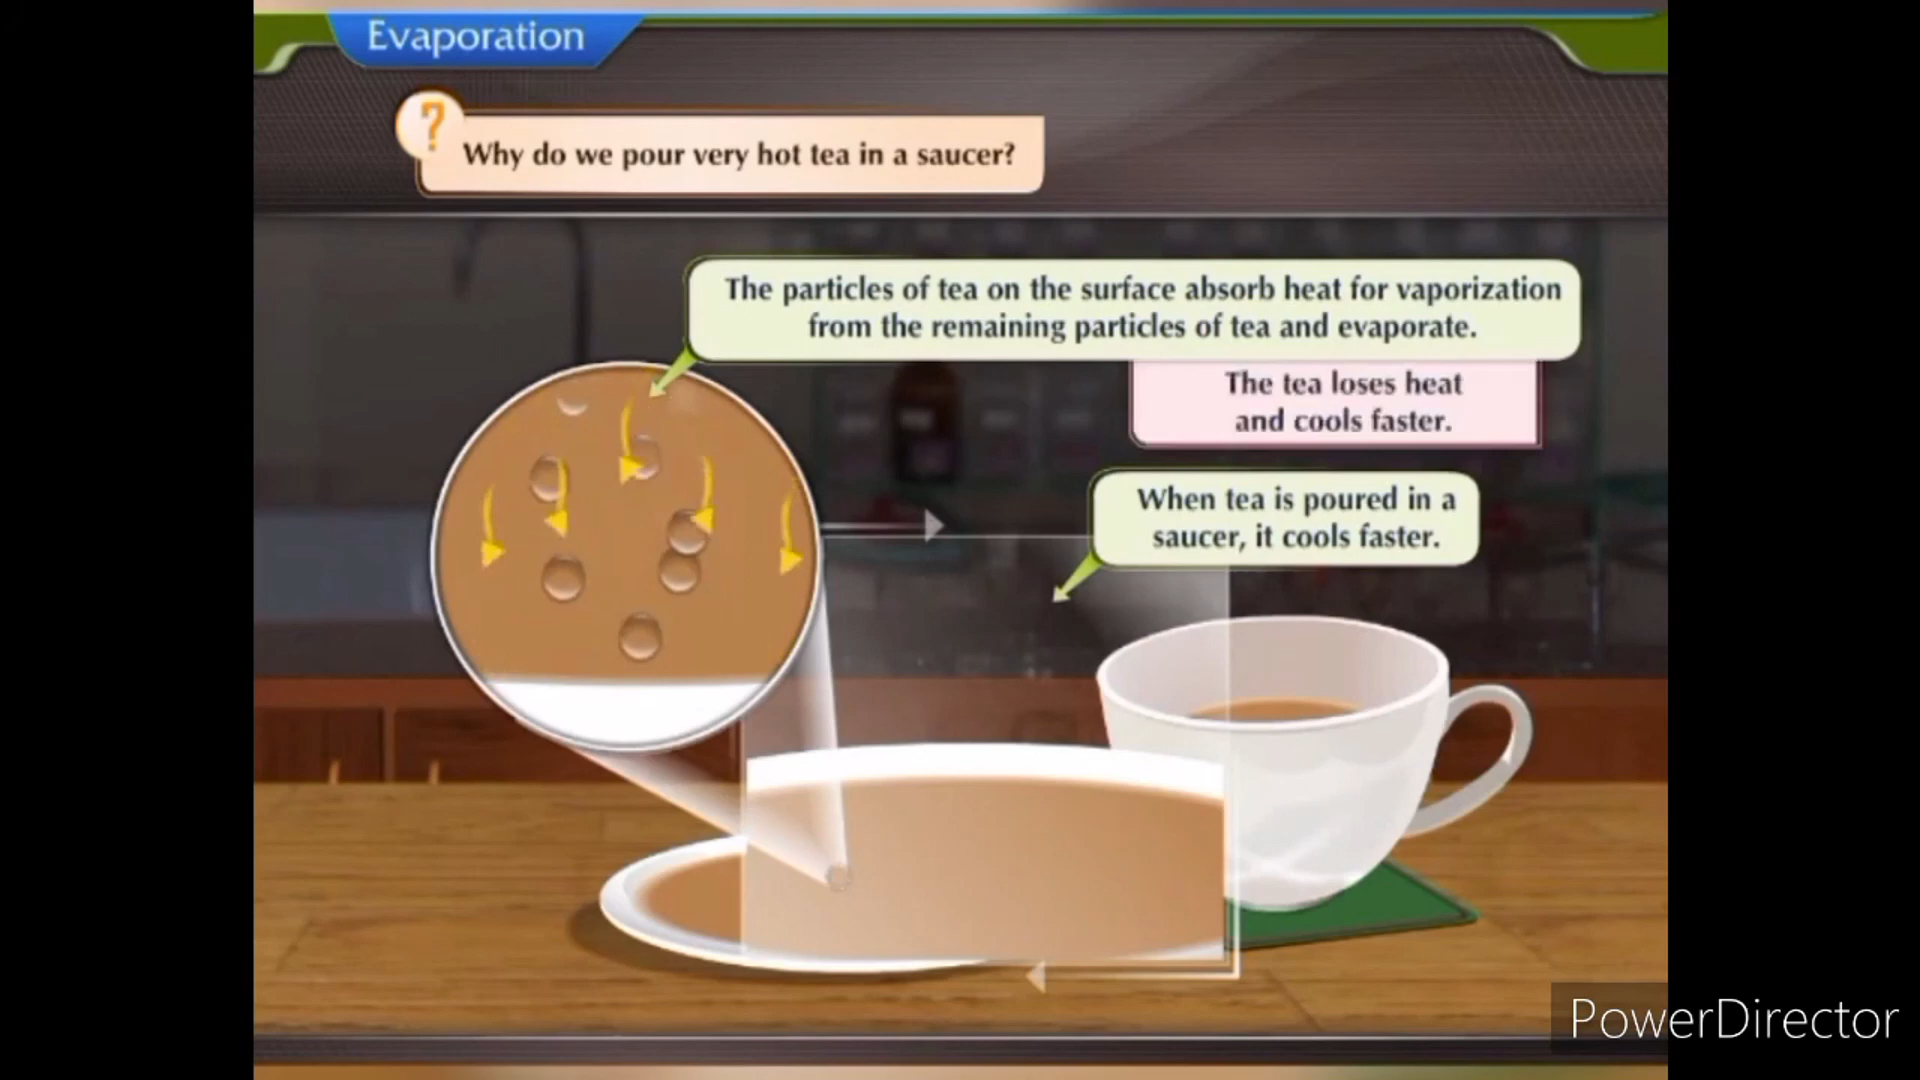 Evaporation
?
Why do we pour very hot tea in a saucer?
The particles of tea on the surface absorb heat for vaporization
from the remaining particles of tea and evaporate.
The tea loses heat
and cools faster.
When tea is poured in a
saucer, it cools faster.
PowerDirector